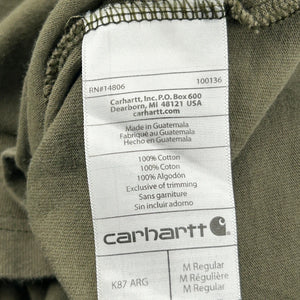 RN#14806 100136
Carhartt, Inc. P.O. Box 600
Dearborn, MI 48121 USA
carhartt.com
Made in Guatemala
Fabriqué au Guatemala
Hecho en Guatemala
100% Cotton
100% Coton
100% Algodón
Exclusive of trimming
Sans garniture
Sin incluir adorno
carhartt
K87 ARG
M Regular
M Régulière
M Regular